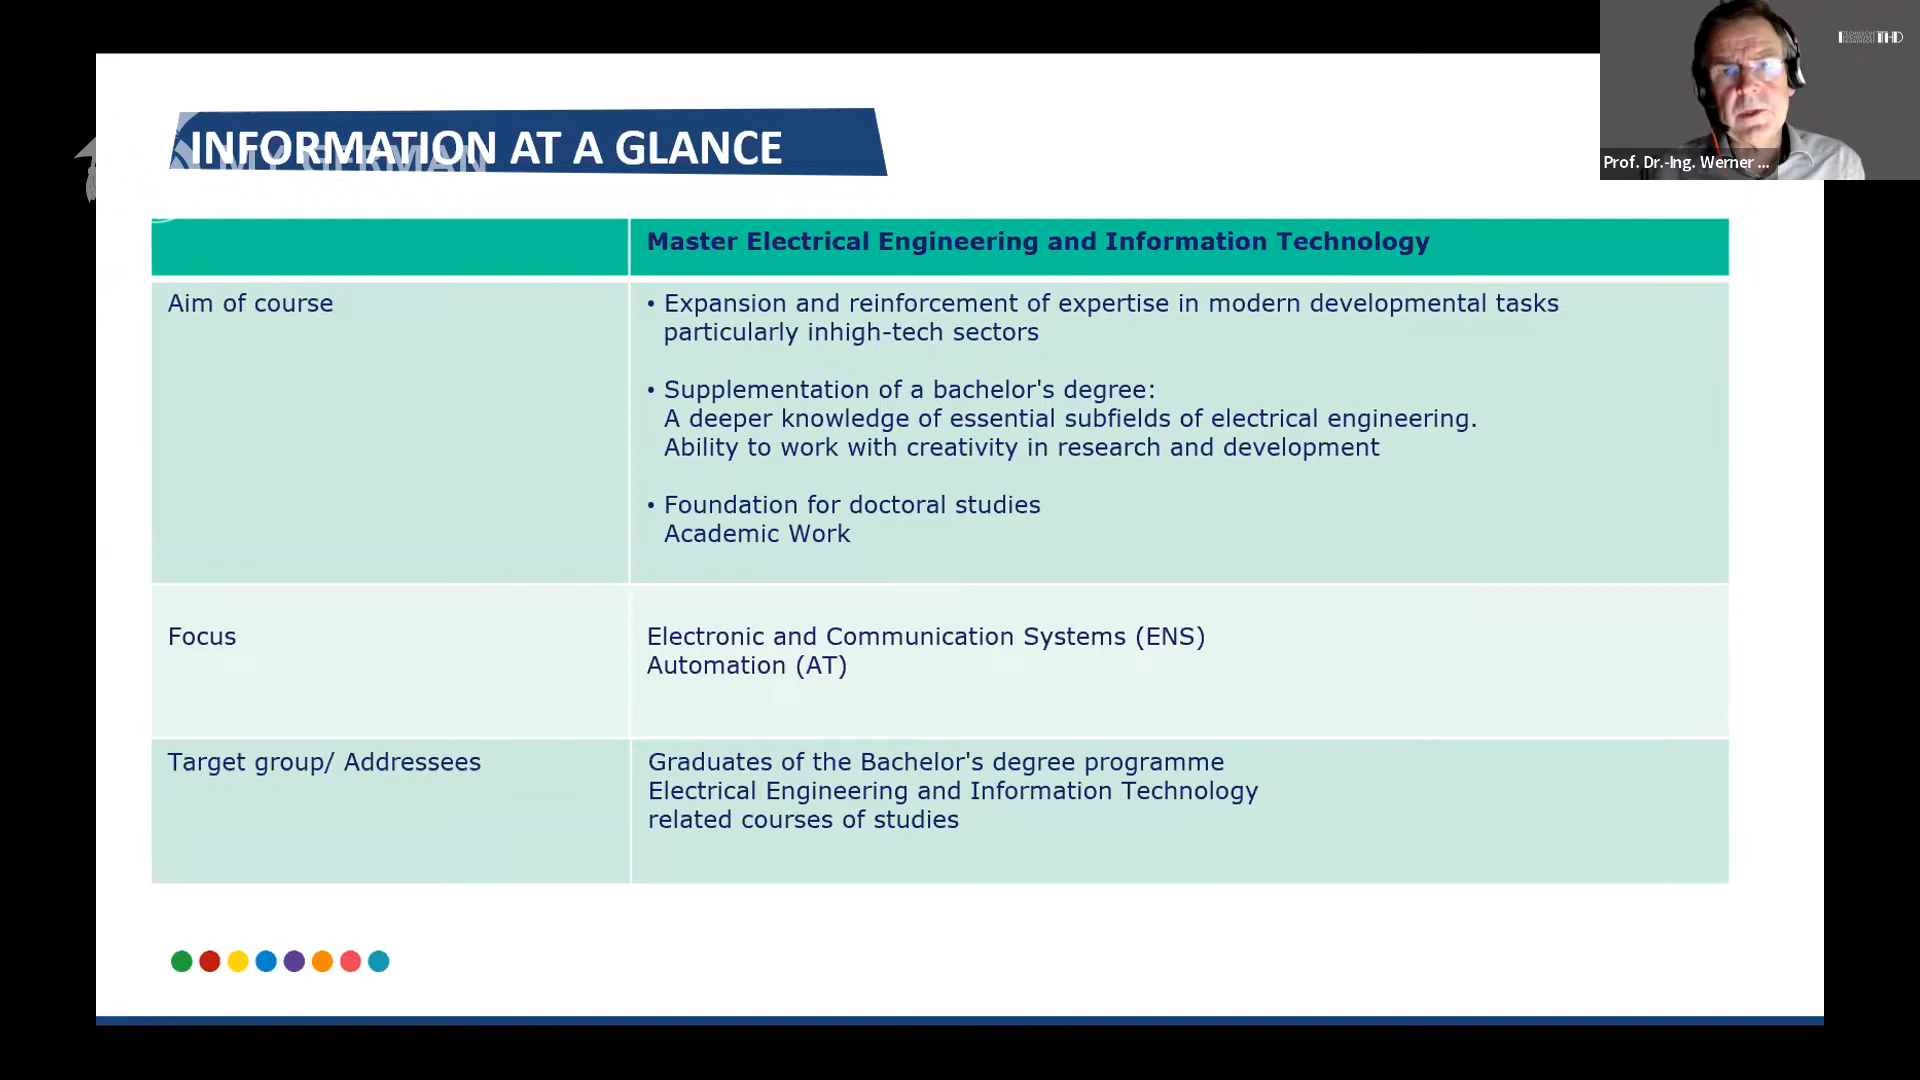 INFORMATION AT A GLANCE
MY GERMAN
THD
Prof. Dr.-Ing. Werner ...
Master Electrical Engineering and Information Technology
Aim of course
• Expansion and reinforcement of expertise in modern developmental tasks
particularly inhigh-tech sectors
• Supplementation of a bachelor's degree:
A deeper knowledge of essential subfields of electrical engineering.
Ability to work with creativity in research and development
• Foundation for doctoral studies
Academic Work
Focus
Electronic and Communication Systems (ENS)
Automation (AT)
Target group/ Addressees
Graduates of the Bachelor's degree programme
Electrical Engineering and Information Technology
related courses of studies